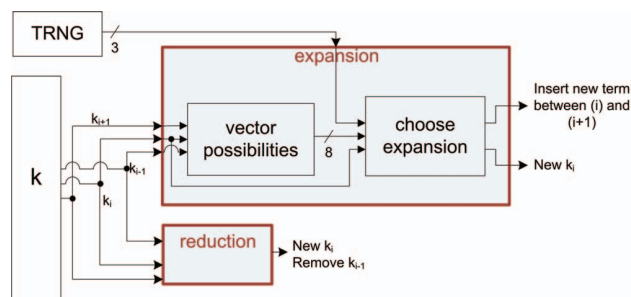 TRNG
3
expansion
k
k_{i+1}
k_{i-1}
k_i
vector
possibilities
8
choose
expansion
Insert new term
between (i) and
(i+1)
New k_i
reduction
New k_i
Remove k_{i-1}